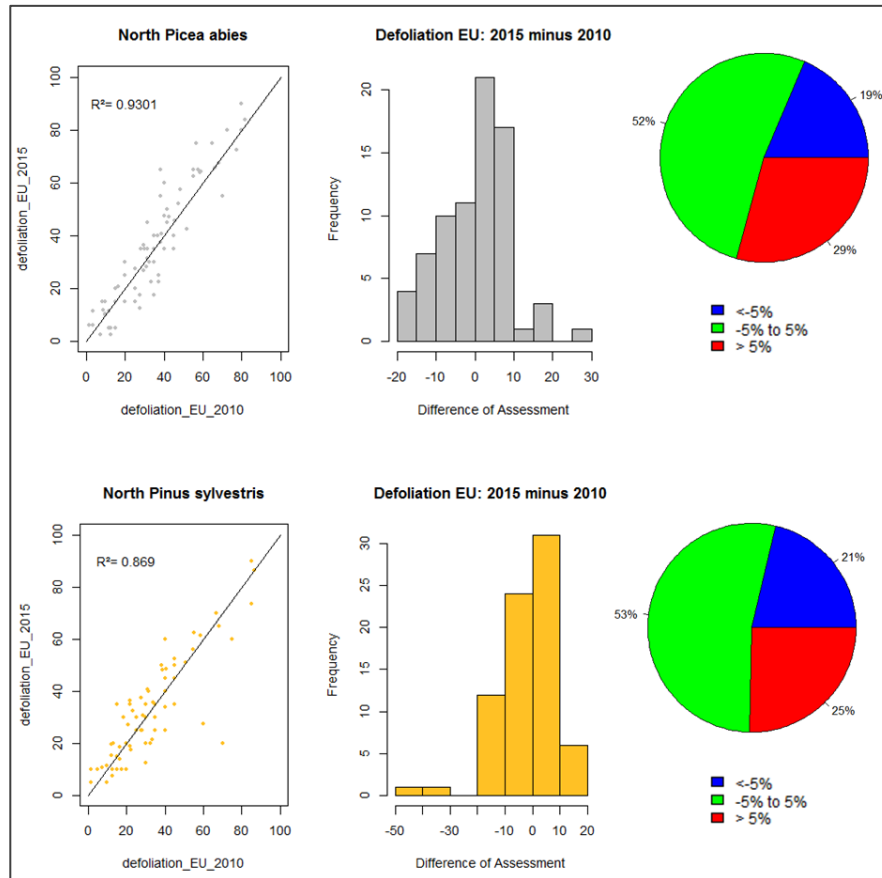 North Picea abies
R²= 0.9301
defoliation_EU_2015
0
20
40
60
80
100
0 20 40 60 80 100
defoliation_EU_2010
Defoliation EU: 2015 minus 2010
Frequency
0
5
10
15
20
-20 -10 0 10 20 30
Difference of Assessment
19%
52%
29%
<-5%
-5% to 5%
> 5%
North Pinus sylvestris
R²= 0.869
defoliation_EU_2015
0
20
40
60
80
100
0 20 40 60 80 100
defoliation_EU_2010
Defoliation EU: 2015 minus 2010
Frequency
0
5
10
20
30
-50 -30 -10 0 10 20
Difference of Assessment
21%
53%
25%
<-5%
-5% to 5%
> 5%